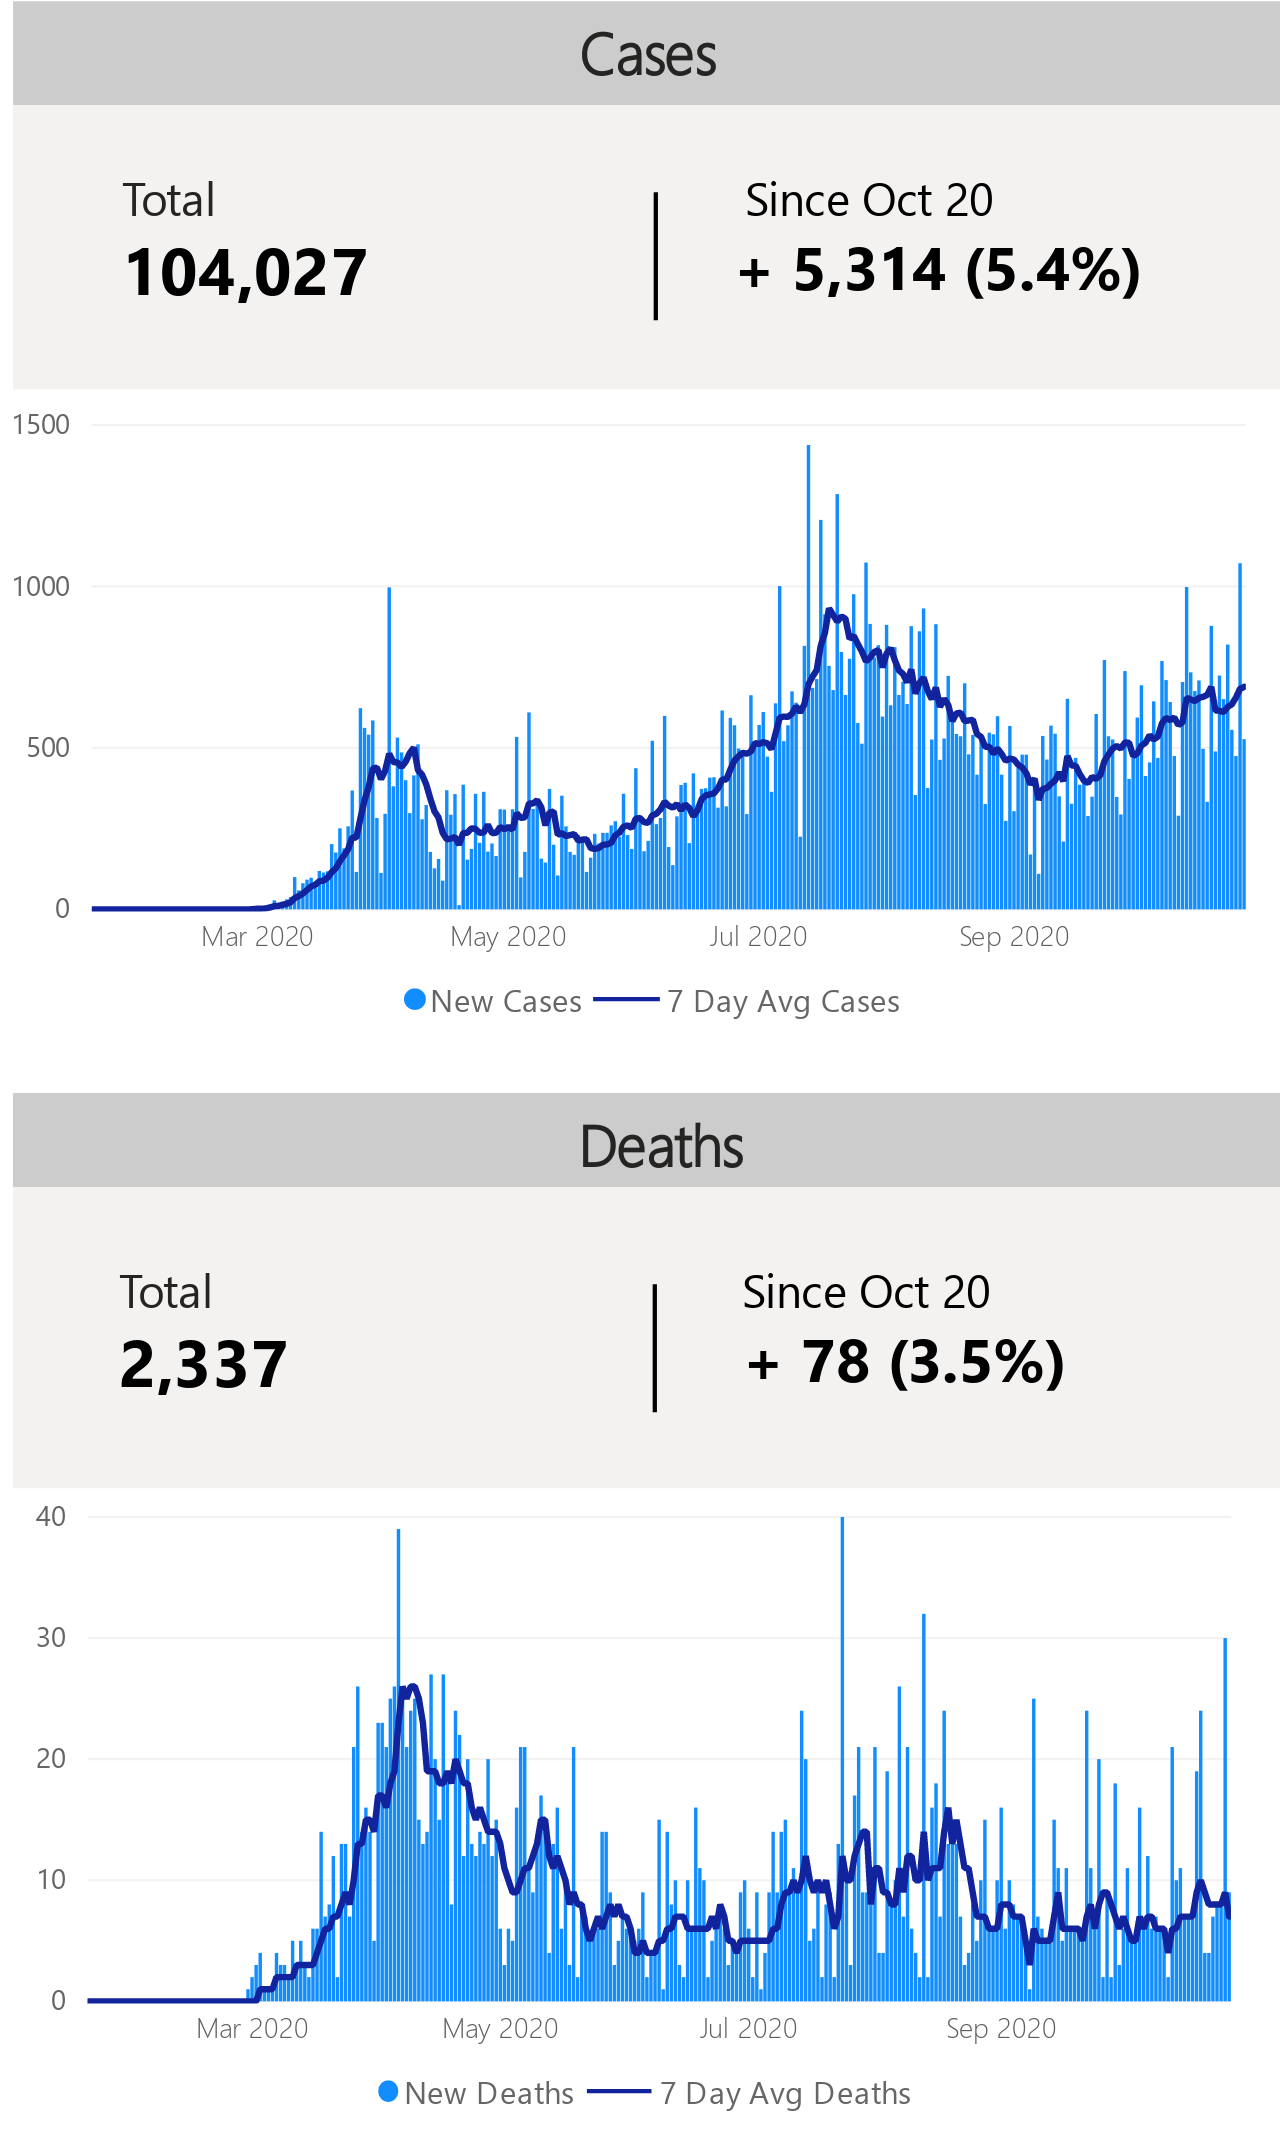 Cases
Total
Since Oct 20
104,027
+ 5,314 (5.4%)
1500
1000
500
0
Mar 2020
May 2020
Jul 2020
Sep 2020
New Cases
7 Day Avg Cases
Deaths
Total
Since Oct 20
2,337
+ 78 (3.5%)
40
30
20
10
0
Mar 2020
May 2020
Jul 2020
Sep 2020
New Deaths
7 Day Avg Deaths